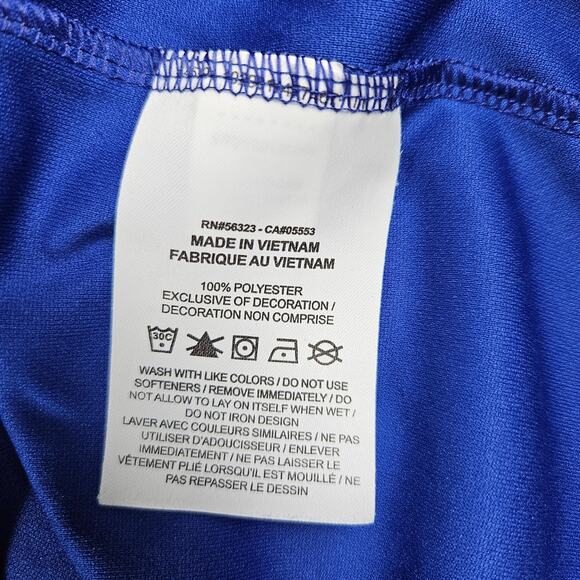 RN#56323 - CA#05553
MADE IN VIETNAM
FABRIQUE AU VIETNAM
100% POLYESTER
EXCLUSIVE OF DECORATION /
DECORATION NON COMPRISE
30C
WASH WITH LIKE COLORS / DO NOT USE
SOFTENERS / REMOVE IMMEDIATELY / DO
NOT ALLOW TO LAY ON ITSELF WHEN WET /
DO NOT IRON DESIGN
LAVER AVEC COULEURS SIMILAIRES / NE PAS
UTILISER D'ADOUCISSEUR / ENLEVER
IMMEDIATEMENT / NE PAS LAISSER LE
VÊTEMENT PLIÉ LORSQU'IL EST MOUILLÉ / NE
PAS REPASSER LE DESSIN